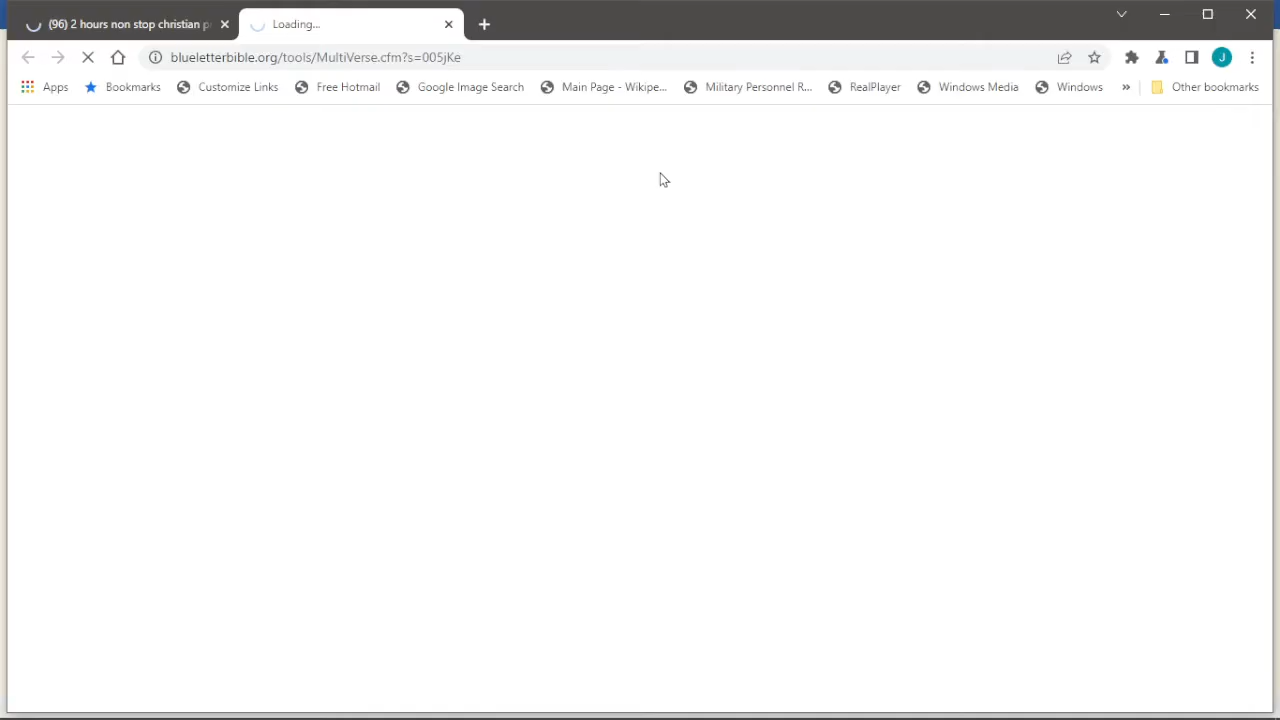 (96) 2 hours non stop christian p
Loading...
blueletterbible.org/tools/MultiVerse.cfm?s=005jKe
J
Apps Bookmarks Customize Links Free Hotmail Google Image Search Main Page - Wikipe... Military Personnel R... RealPlayer Windows Media Windows » Other bookmarks